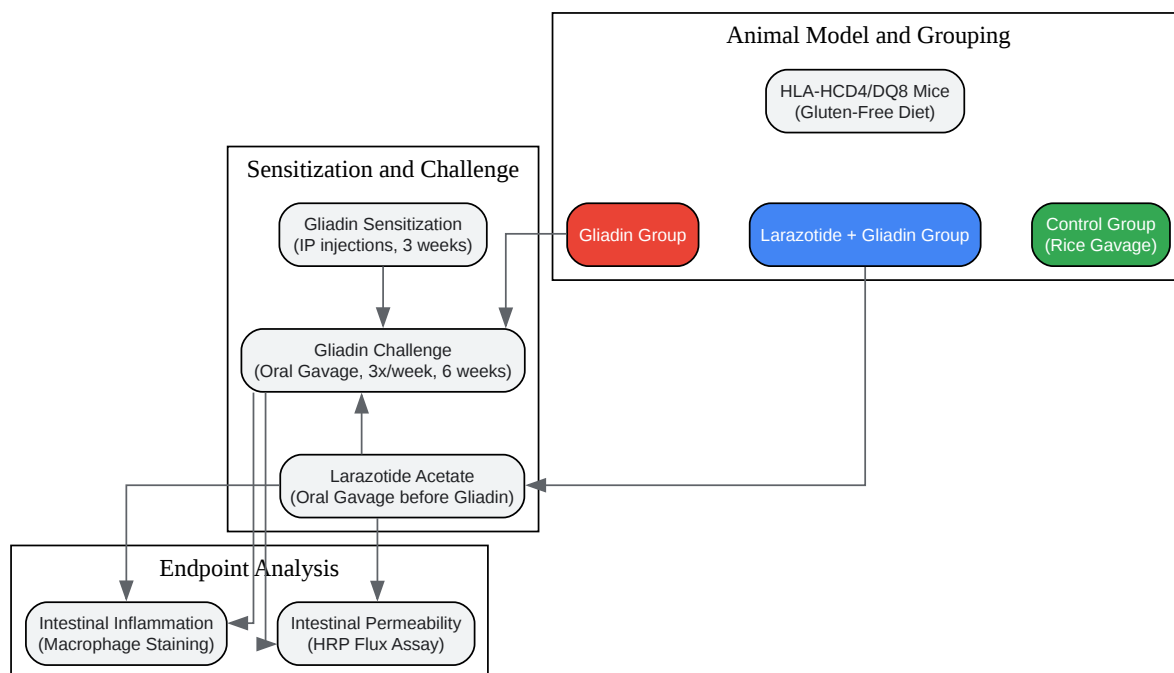 Animal Model and Grouping
HLA-HCD4/DQ8 Mice
(Gluten-Free Diet)
Gliadin Group
Larazotide + Gliadin Group
Control Group
(Rice Gavage)
Sensitization and Challenge
Gliadin Sensitization
(IP injections, 3 weeks)
Gliadin Challenge
(Oral Gavage, 3x/week, 6 weeks)
Larazotide Acetate
(Oral Gavage before Gliadin)
Endpoint Analysis
Intestinal Inflammation
(Macrophage Staining)
Intestinal Permeability
(HRP Flux Assay)